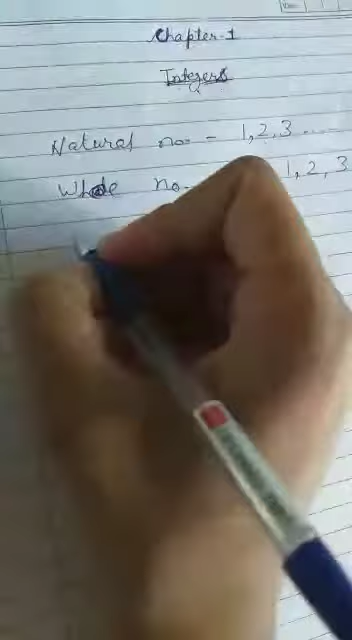 Chapter-1
Integers
Natural no. - 1, 2, 3 ...
Whole no. 1, 2, 3